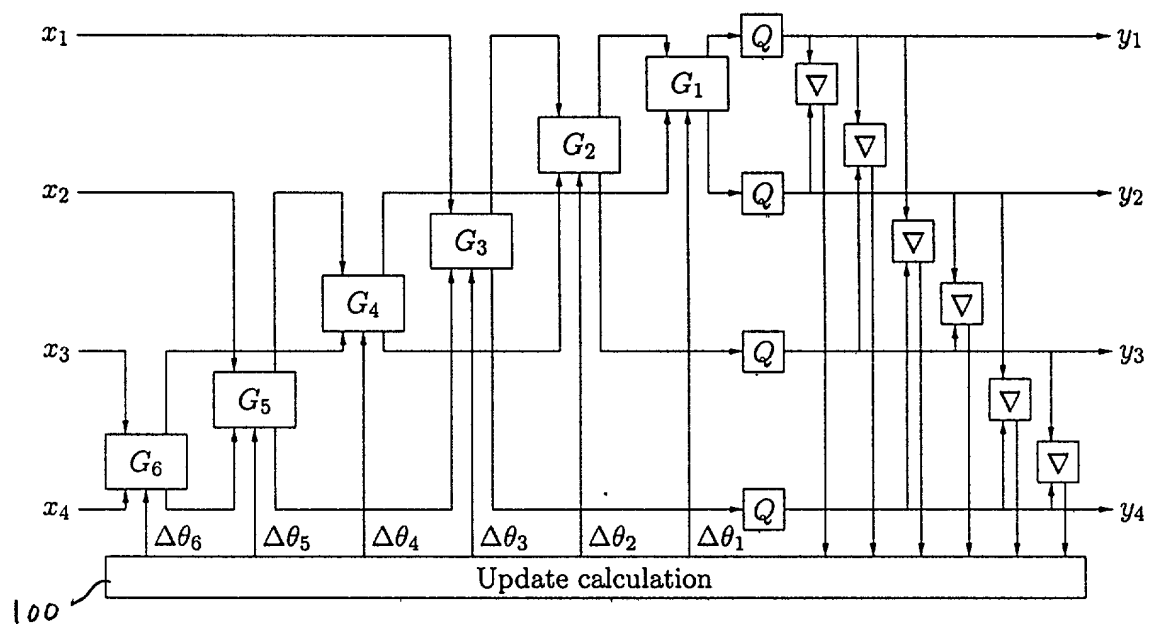 x₁ Q y₁
G₁ ∇
G₂ ∇
x₂ Q y₂
G₃ ∇
G₄ ∇
x₃ Q y₃
G₅ ∇
G₆ ∇
x₄ Q y₄
Δθ₆ Δθ₅ Δθ₄ Δθ₃ Δθ₂ Δθ₁
Update calculation
100